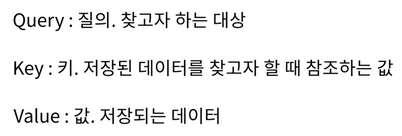 Query : 질의. 찾고자 하는 대상
Key : 키. 저장된 데이터를 찾고자 할 때 참조하는 값
Value : 값. 저장되는 데이터